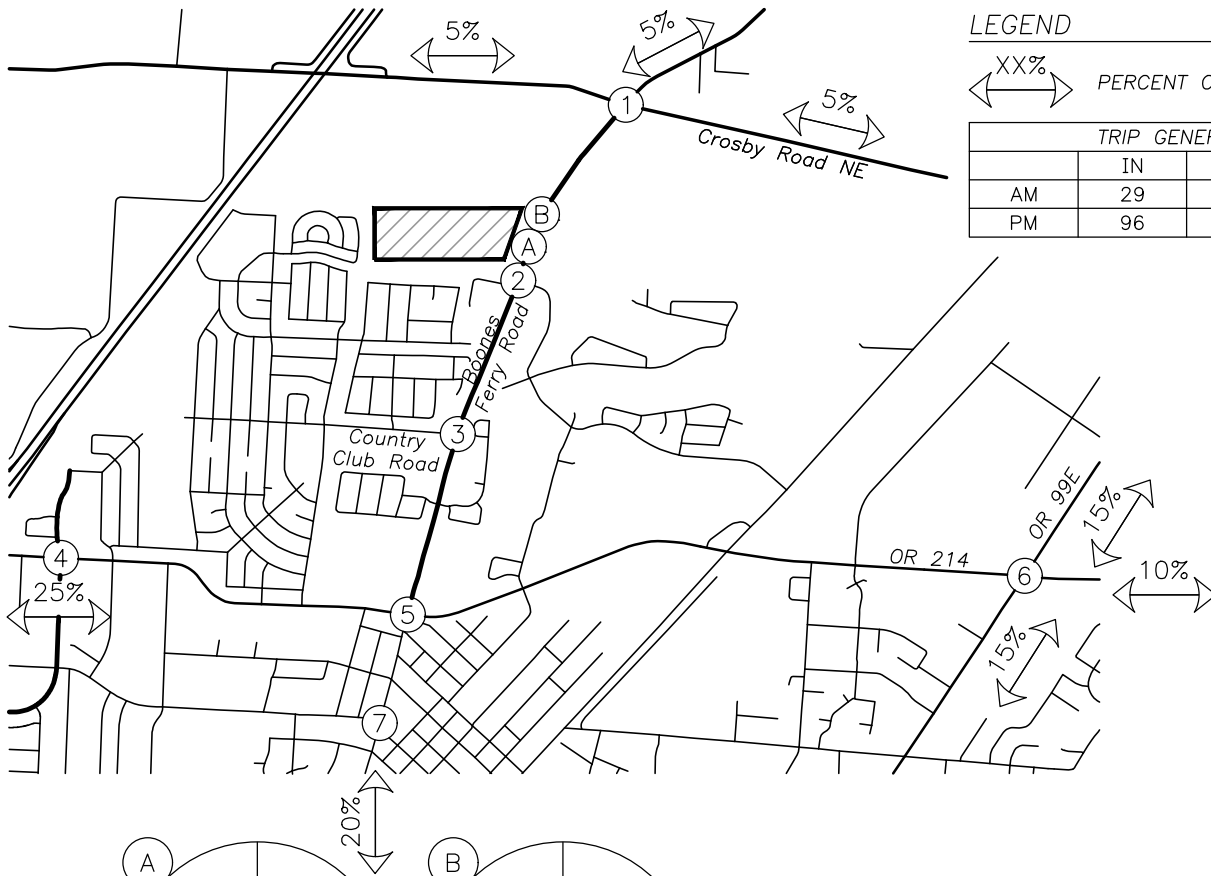 LEGEND
XX%
PERCENT
TRIP
IN
AM 29
PM 96
5%
5%
5%
1
Crosby Road NE
B
A
2
Boones
Ferry Road
3
Country
Club Road
4
25%
5
OR 214
OR 99E
6
15%
10%
15%
7
20%
A
B